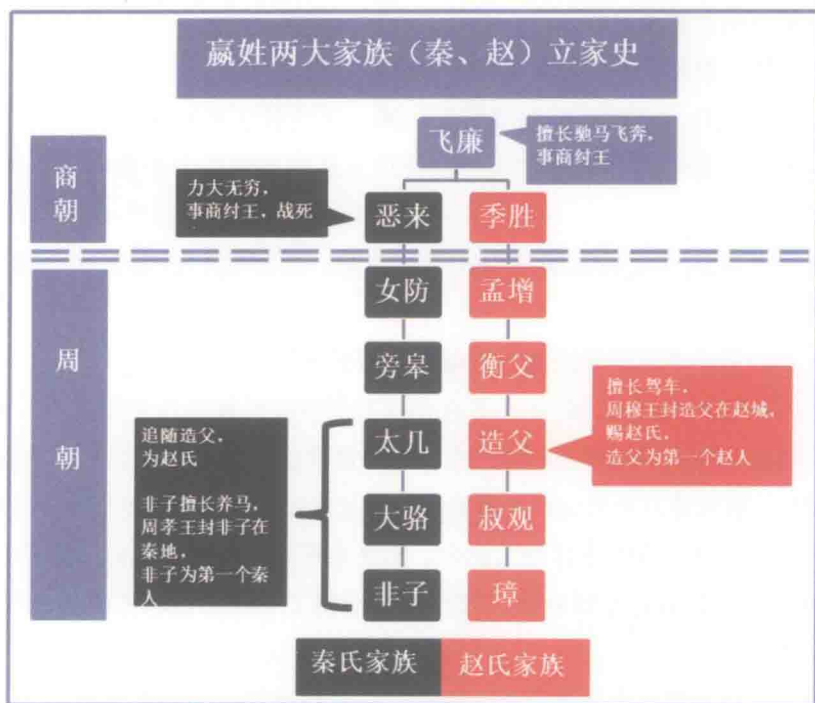 嬴姓两大家族（秦、赵）立家史
飞廉
擅长驰马飞奔，
事商纣王
商
朝
力大无穷，
事商纣王，战死
恶来
季胜
女防
孟增
周
朝
旁皋
衡父
擅长驾车，
周穆王封造父在赵城，
赐赵氏，
造父为第一个赵人
追随造父，
为赵氏
非子擅长养马，
周孝王封非子在
秦地，
非子为第一个秦
人
太几
造父
大骆
叔观
非子
璋
秦氏家族
赵氏家族